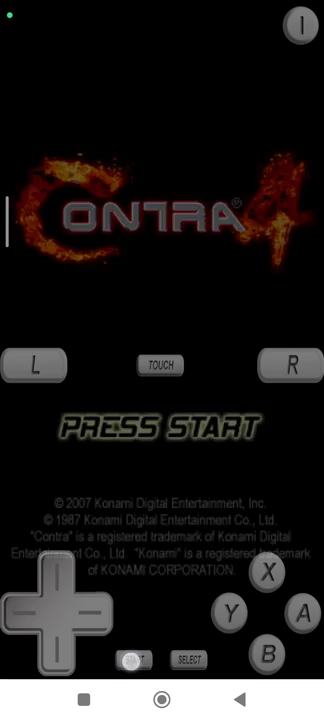 I
CONTRA®4
L
TOUCH
R
PRESS START
© 2007 Konami Digital Entertainment, Inc.
© 1987 Konami Digital Entertainment Co., Ltd.
"Contra" is a registered trademark of Konami Digital
Entertainment Co., Ltd. "Konami" is a registered trademark
of KONAMI CORPORATION.
X
Y
A
B
START
SELECT